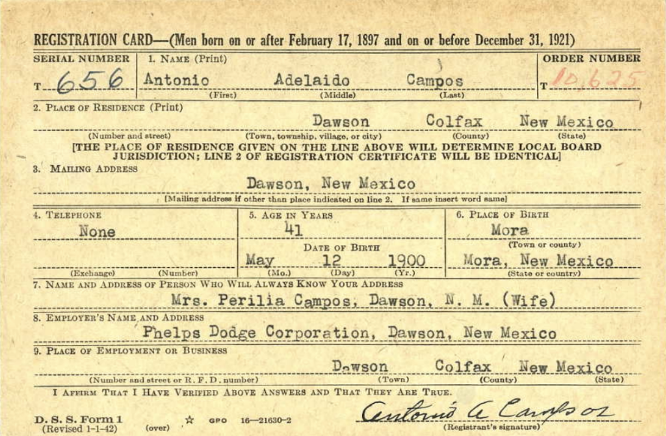 REGISTRATION CARD—(Men born on or after February 17, 1897 and on or before December 31, 1921)
SERIAL NUMBER 1. NAME (Print) ORDER NUMBER
T 656 Antonio Adelaido Campos T 10,625
(First) (Middle) (Last)
2. PLACE OF RESIDENCE (Print)
Dawson Colfax New Mexico
(Number and street) (Town, township, village, or city) (County) (State)
[THE PLACE OF RESIDENCE GIVEN ON THE LINE ABOVE WILL DETERMINE LOCAL BOARD
JURISDICTION; LINE 2 OF REGISTRATION CERTIFICATE WILL BE IDENTICAL]
3. MAILING ADDRESS
Dawson, New Mexico
[Mailing address if other than place indicated on line 2. If same insert word same]
4. TELEPHONE 5. AGE IN YEARS 6. PLACE OF BIRTH
None 41 Mora
DATE OF BIRTH (Town or county)
May 12 1900 Mora, New Mexico
(Exchange) (Number) (Mo.) (Day) (Yr.) (State or country)
7. NAME AND ADDRESS OF PERSON WHO WILL ALWAYS KNOW YOUR ADDRESS
Mrs. Perilia Campos, Dawson, N. M. (Wife)
8. EMPLOYER'S NAME AND ADDRESS
Phelps Dodge Corporation, Dawson, New Mexico
9. PLACE OF EMPLOYMENT OR BUSINESS
Dawson Colfax New Mexico
(Number and street or R. F. D. number) (Town) (County) (State)
I AFFIRM THAT I HAVE VERIFIED ABOVE ANSWERS AND THAT THEY ARE TRUE.
D. S. S. Form 1 GPO 16—21630-2 Antonio A Campos
(Revised 1-1-42) (over) (Registrant's signature)